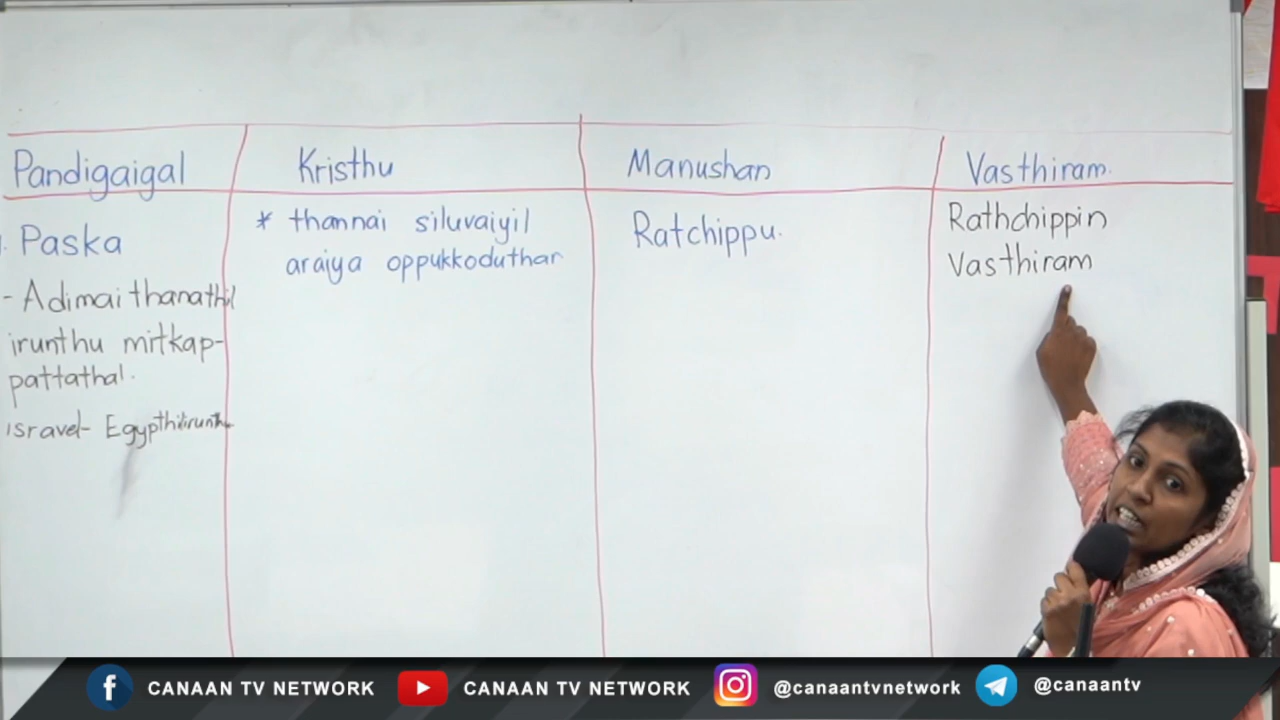 Pandigaigal Kristhu Manushan Vasthiram.
Paska
- Adimaithanathil
irunthu mitkap-
pattathal.
isravel- Egypthilirunthu
* thannai siluvaiyil
araiya oppukkoduthar
Ratchippu.
Rathchippin
Vasthiram
CANAAN TV NETWORK CANAAN TV NETWORK @canaantvnetwork @canaantv